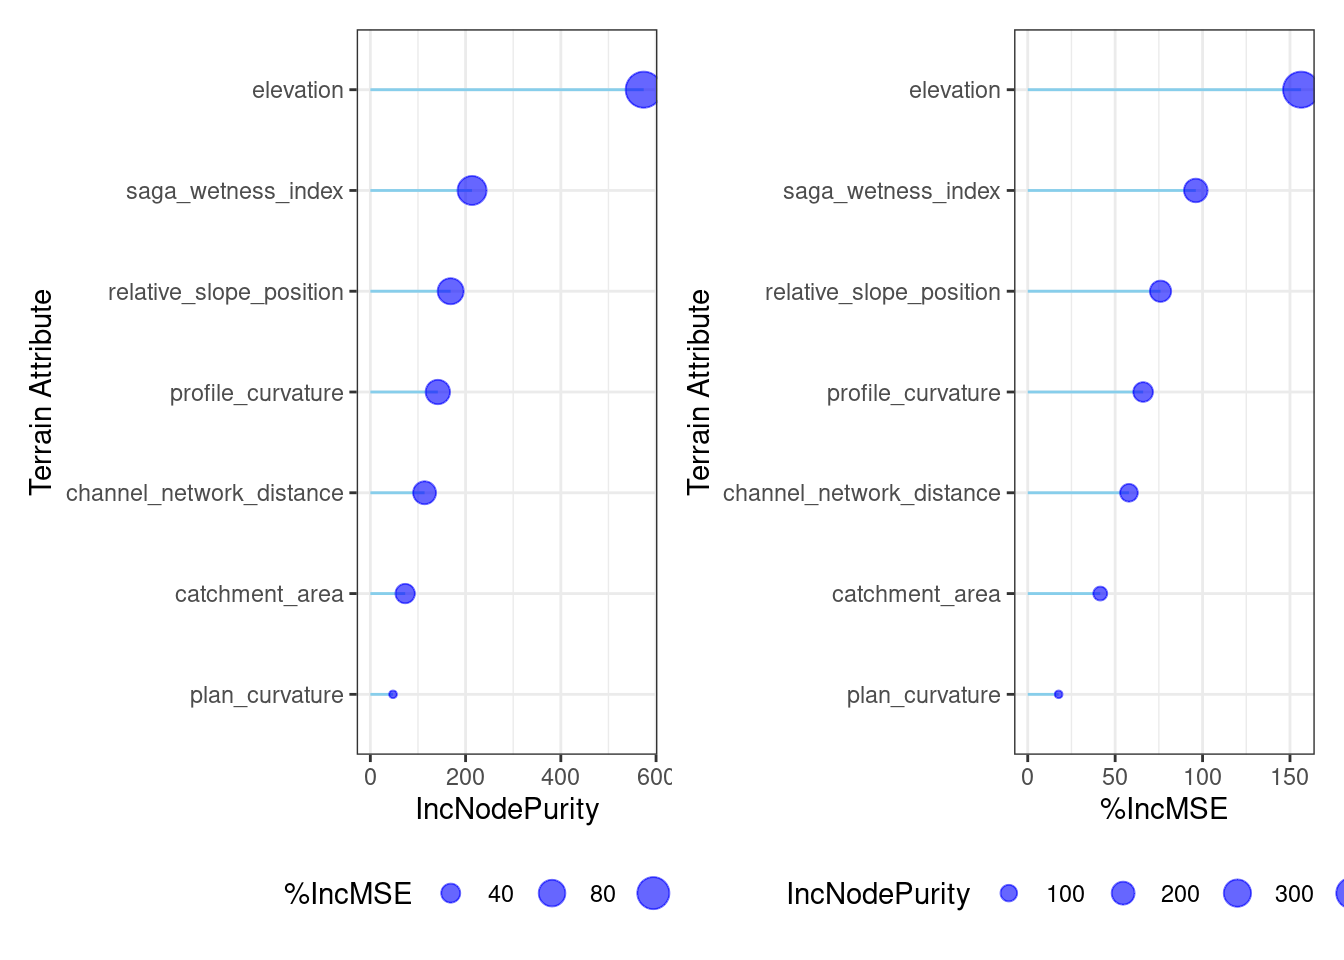 elevation
saga_wetness_index
relative_slope_position
profile_curvature
channel_network_distance
catchment_area
plan_curvature
Terrain Attribute
0 200 400 600
IncNodePurity
%IncMSE 40 80
elevation
saga_wetness_index
relative_slope_position
profile_curvature
channel_network_distance
catchment_area
plan_curvature
Terrain Attribute
0 50 100 150
%IncMSE
IncNodePurity 100 200 300